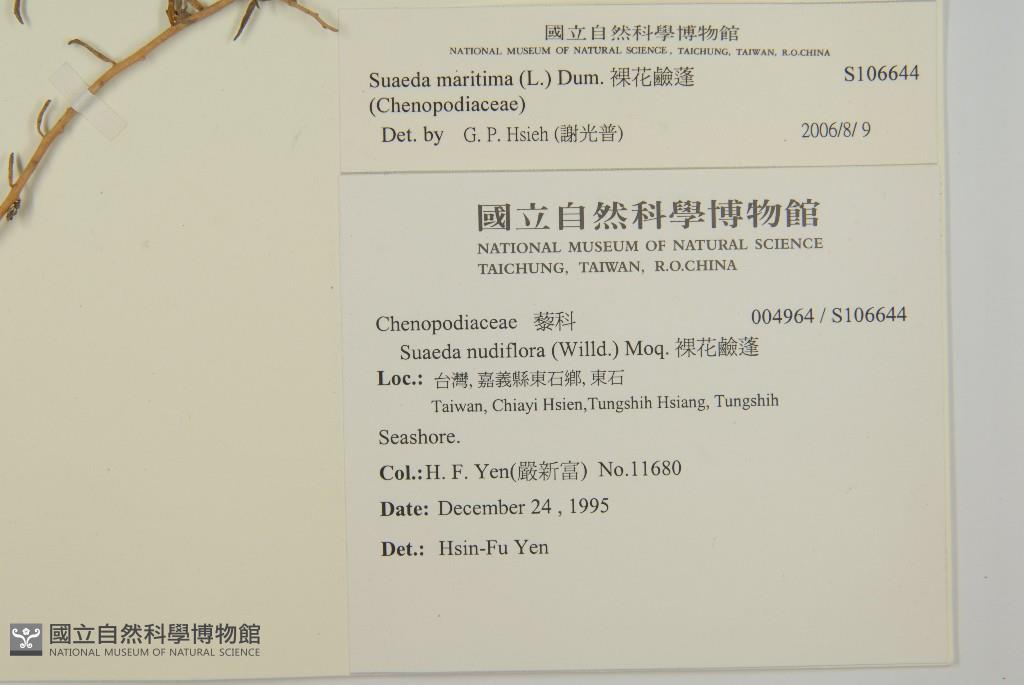 國立自然科學博物館
NATIONAL MUSEUM OF NATURAL SCIENCE, TAICHUNG, TAIWAN, R.O.CHINA
Suaeda maritima (L.) Dum. 裸花鹼蓬 S106644
(Chenopodiaceae)
Det. by G. P. Hsieh (謝光普) 2006/8/ 9
國立自然科學博物館
NATIONAL MUSEUM OF NATURAL SCIENCE
TAICHUNG, TAIWAN, R.O.CHINA
Chenopodiaceae 藜科 004964 / S106644
Suaeda nudiflora (Willd.) Moq. 裸花鹼蓬
Loc.: 台灣, 嘉義縣東石鄉, 東石
Taiwan, Chiayi Hsien,Tungshih Hsiang, Tungshih
Seashore.
Col.: H. F. Yen(嚴新富) No.11680
Date: December 24 , 1995
Det.: Hsin-Fu Yen
國立自然科學博物館
NATIONAL MUSEUM OF NATURAL SCIENCE